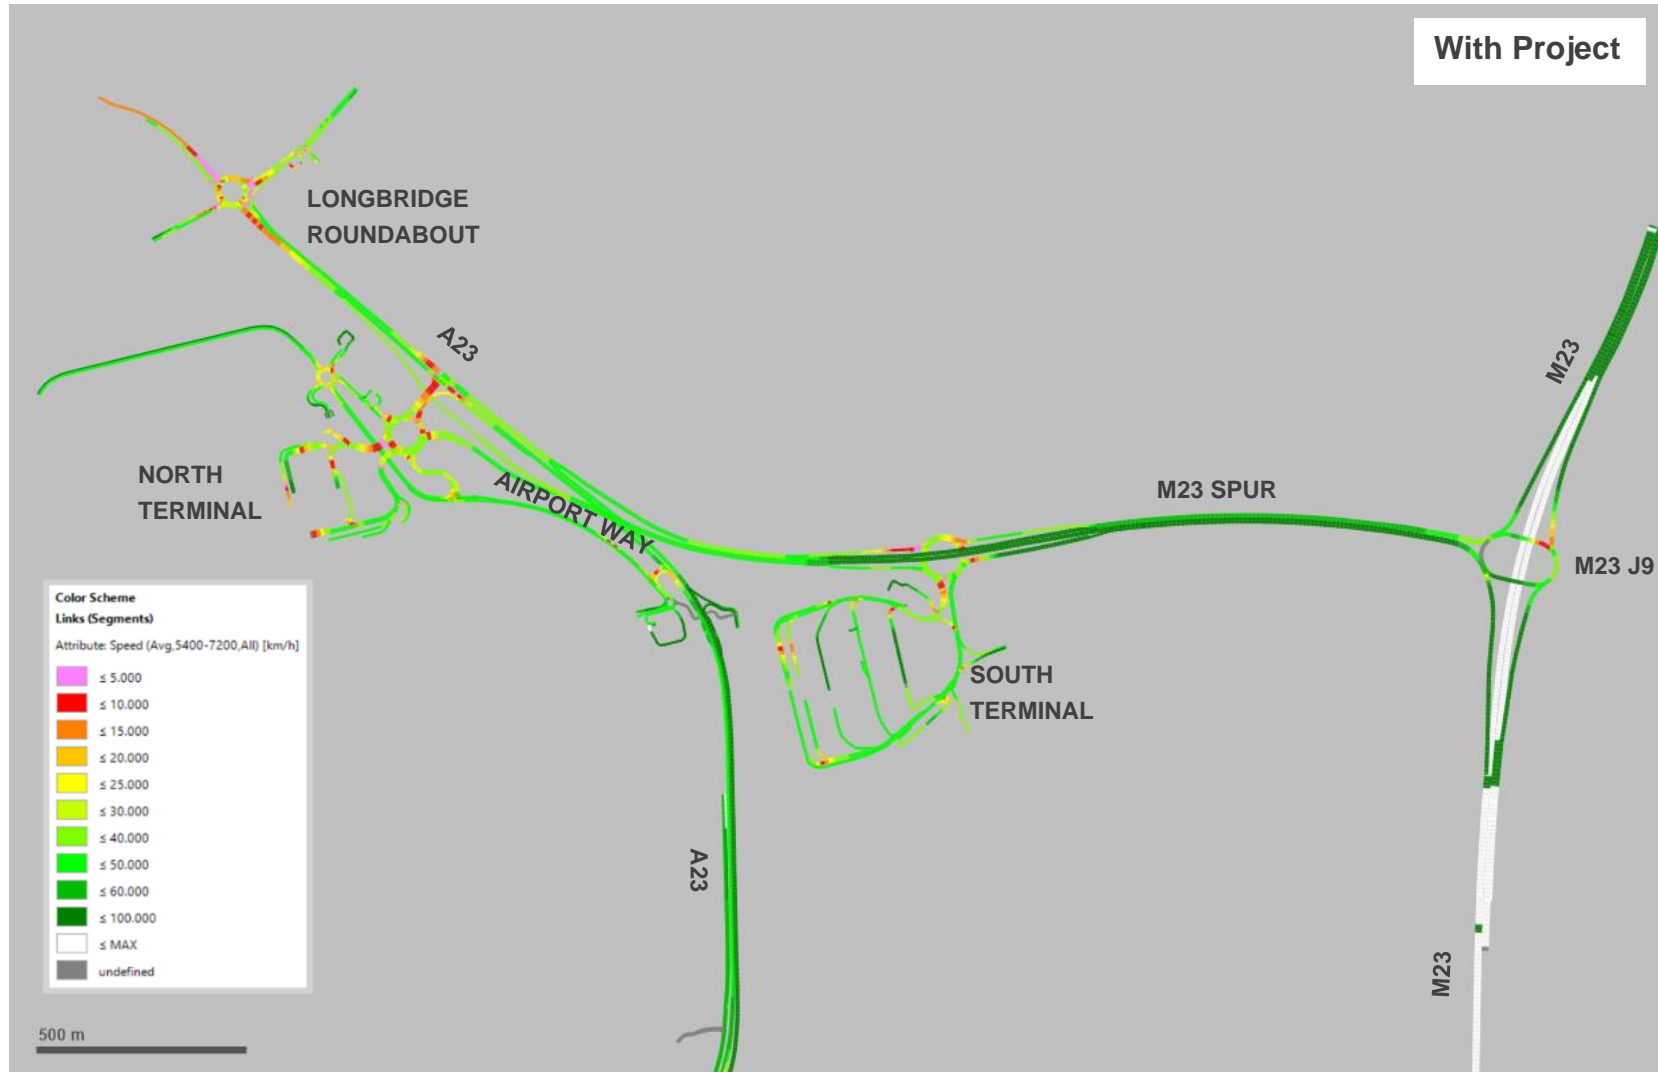 With Project
LONGBRIDGE
ROUNDABOUT
A23
M23
NORTH
TERMINAL
AIRPORT WAY
M23 SPUR
M23 J9
SOUTH
TERMINAL
Color Scheme
Links (Segments)
Attribute: Speed (Avg,5400-7200,All) [km/h]
≤ 5.000
≤ 10.000
≤ 15.000
≤ 20.000
≤ 25.000
≤ 30.000
≤ 40.000
≤ 50.000
≤ 60.000
≤ 100.000
≤ MAX
undefined
A23
M23
500 m